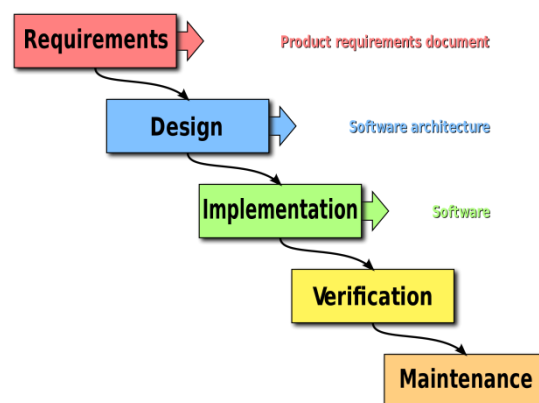 Requirements
Product requirements document
Design
Software architecture
Implementation
Software
Verification
Maintenance